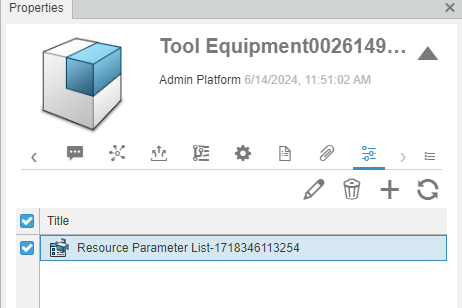 Properties
Tool Equipment0026149...
Admin Platform 6/14/2024, 11:51:02 AM
Title
Resource Parameter List-1718346113254